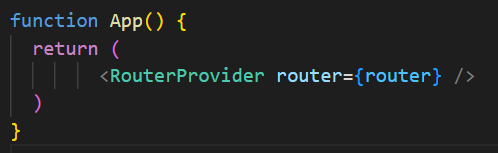 function App() {
  return (
        <RouterProvider router={router} />
  )
}